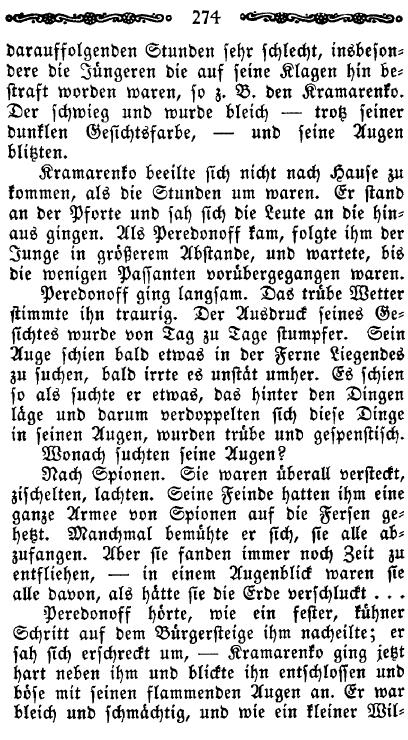 274
darauffolgenden Stunden sehr schlecht, insbeson-
dere die Jüngeren die auf seine Klagen hin be-
straft worden waren, so z. B. den Kramarenko.
Der schwieg und wurde bleich — trotz seiner
dunklen Gesichtsfarbe, — und seine Augen
blitzten.
Kramarenko beeilte sich nicht nach Hause zu
kommen, als die Stunden um waren. Er stand
an der Pforte und sah sich die Leute an die hin-
aus gingen. Als Peredonoff kam, folgte ihm der
Junge in größerem Abstande, und wartete, bis
die wenigen Passanten vorübergegangen waren.
Peredonoff ging langsam. Das trübe Wetter
stimmte ihn traurig. Der Ausdruck seines Ge-
sichtes wurde von Tag zu Tage stumpfer. Sein
Auge schien bald etwas in der Ferne Liegendes
zu suchen, bald irrte es unstät umher. Es schien
so als suchte er etwas, das hinter den Dingen
läge und darum verdoppelten sich diese Dinge
in seinen Augen, wurden trübe und gespenstisch.
Wonach suchten seine Augen?
Nach Spionen. Sie waren überall versteckt,
zischelten, lachten. Seine Feinde hatten ihm eine
ganze Armee von Spionen auf die Fersen ge-
hetzt. Manchmal bemühte er sich, sie alle ab-
zufangen. Aber sie fanden immer noch Zeit zu
entfliehen, — in einem Augenblick waren sie
alle davon, als hätte sie die Erde verschluckt . . .
Peredonoff hörte, wie ein fester, kühner
Schritt auf dem Bürgersteige ihm nacheilte; er
sah sich erschreckt um, — Kramarenko ging jetzt
hart neben ihm und blickte ihn entschlossen und
böse mit seinen flammenden Augen an. Er war
bleich und schmächtig, und wie ein kleiner Wil-